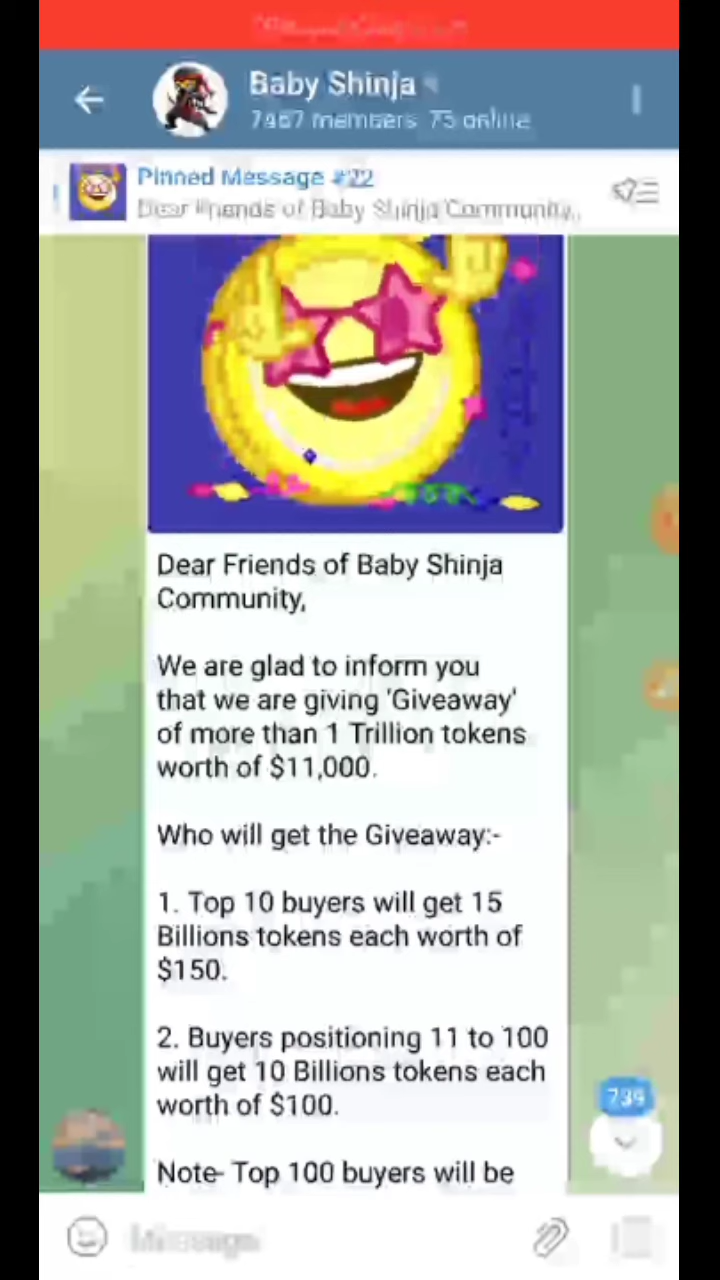 Baby Shinja
7467 members, 75 online
Pinned Message #22
Dear Friends of Baby Shinja Community...
Dear Friends of Baby Shinja
Community,
We are glad to inform you
that we are giving 'Giveaway'
of more than 1 Trillion tokens
worth of $11,000.
Who will get the Giveaway:-
1. Top 10 buyers will get 15
Billions tokens each worth of
$150.
2. Buyers positioning 11 to 100
will get 10 Billions tokens each
worth of $100.
739
Note- Top 100 buyers will be
Message